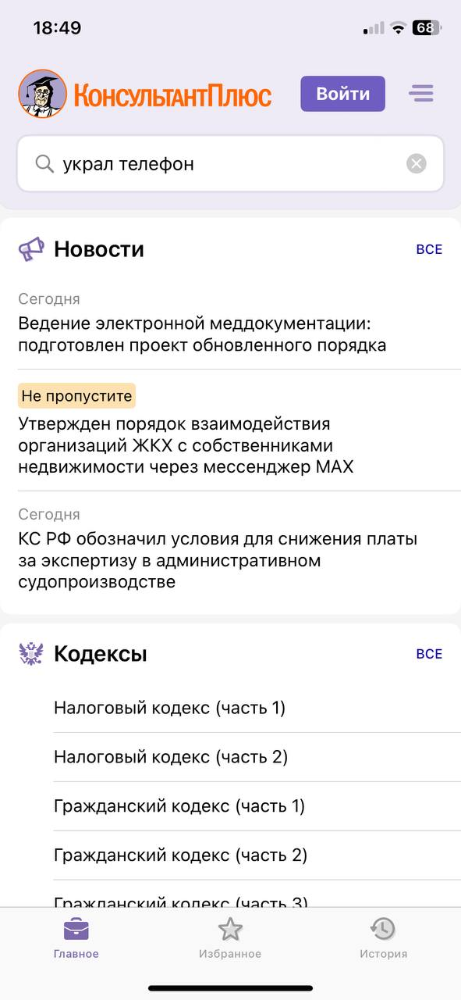 18:49
68
КонсультантПлюс
Войти
украл телефон
Новости
ВСЕ
Сегодня
Ведение электронной меддокументации:
подготовлен проект обновленного порядка
Не пропустите
Утвержден порядок взаимодействия
организаций ЖКХ с собственниками
недвижимости через мессенджер MAX
Сегодня
КС РФ обозначил условия для снижения платы
за экспертизу в административном
судопроизводстве
Кодексы
ВСЕ
Налоговый кодекс (часть 1)
Налоговый кодекс (часть 2)
Гражданский кодекс (часть 1)
Гражданский кодекс (часть 2)
Гражданский кодекс (часть 3)
Главное
Избранное
История